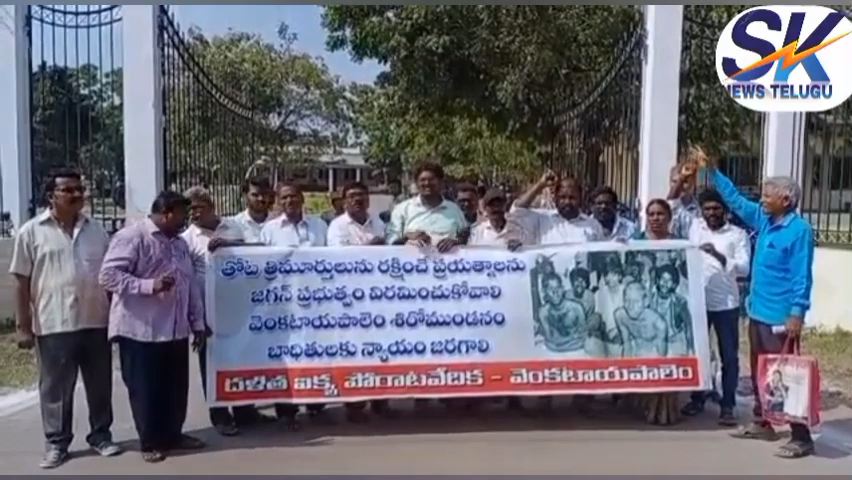 SK
NEWS TELUGU
తోట త్రిమూర్తులును రక్షించే ప్రయత్నాలను
జగన్ ప్రభుత్వం విరమించుకోవాలి
వెంకటాయపాలెం శిరోముండనం
బాధితులకు న్యాయం జరగాలి
దళిత ఐక్య పోరాటవేదిక - వెంకటాయపాలెం